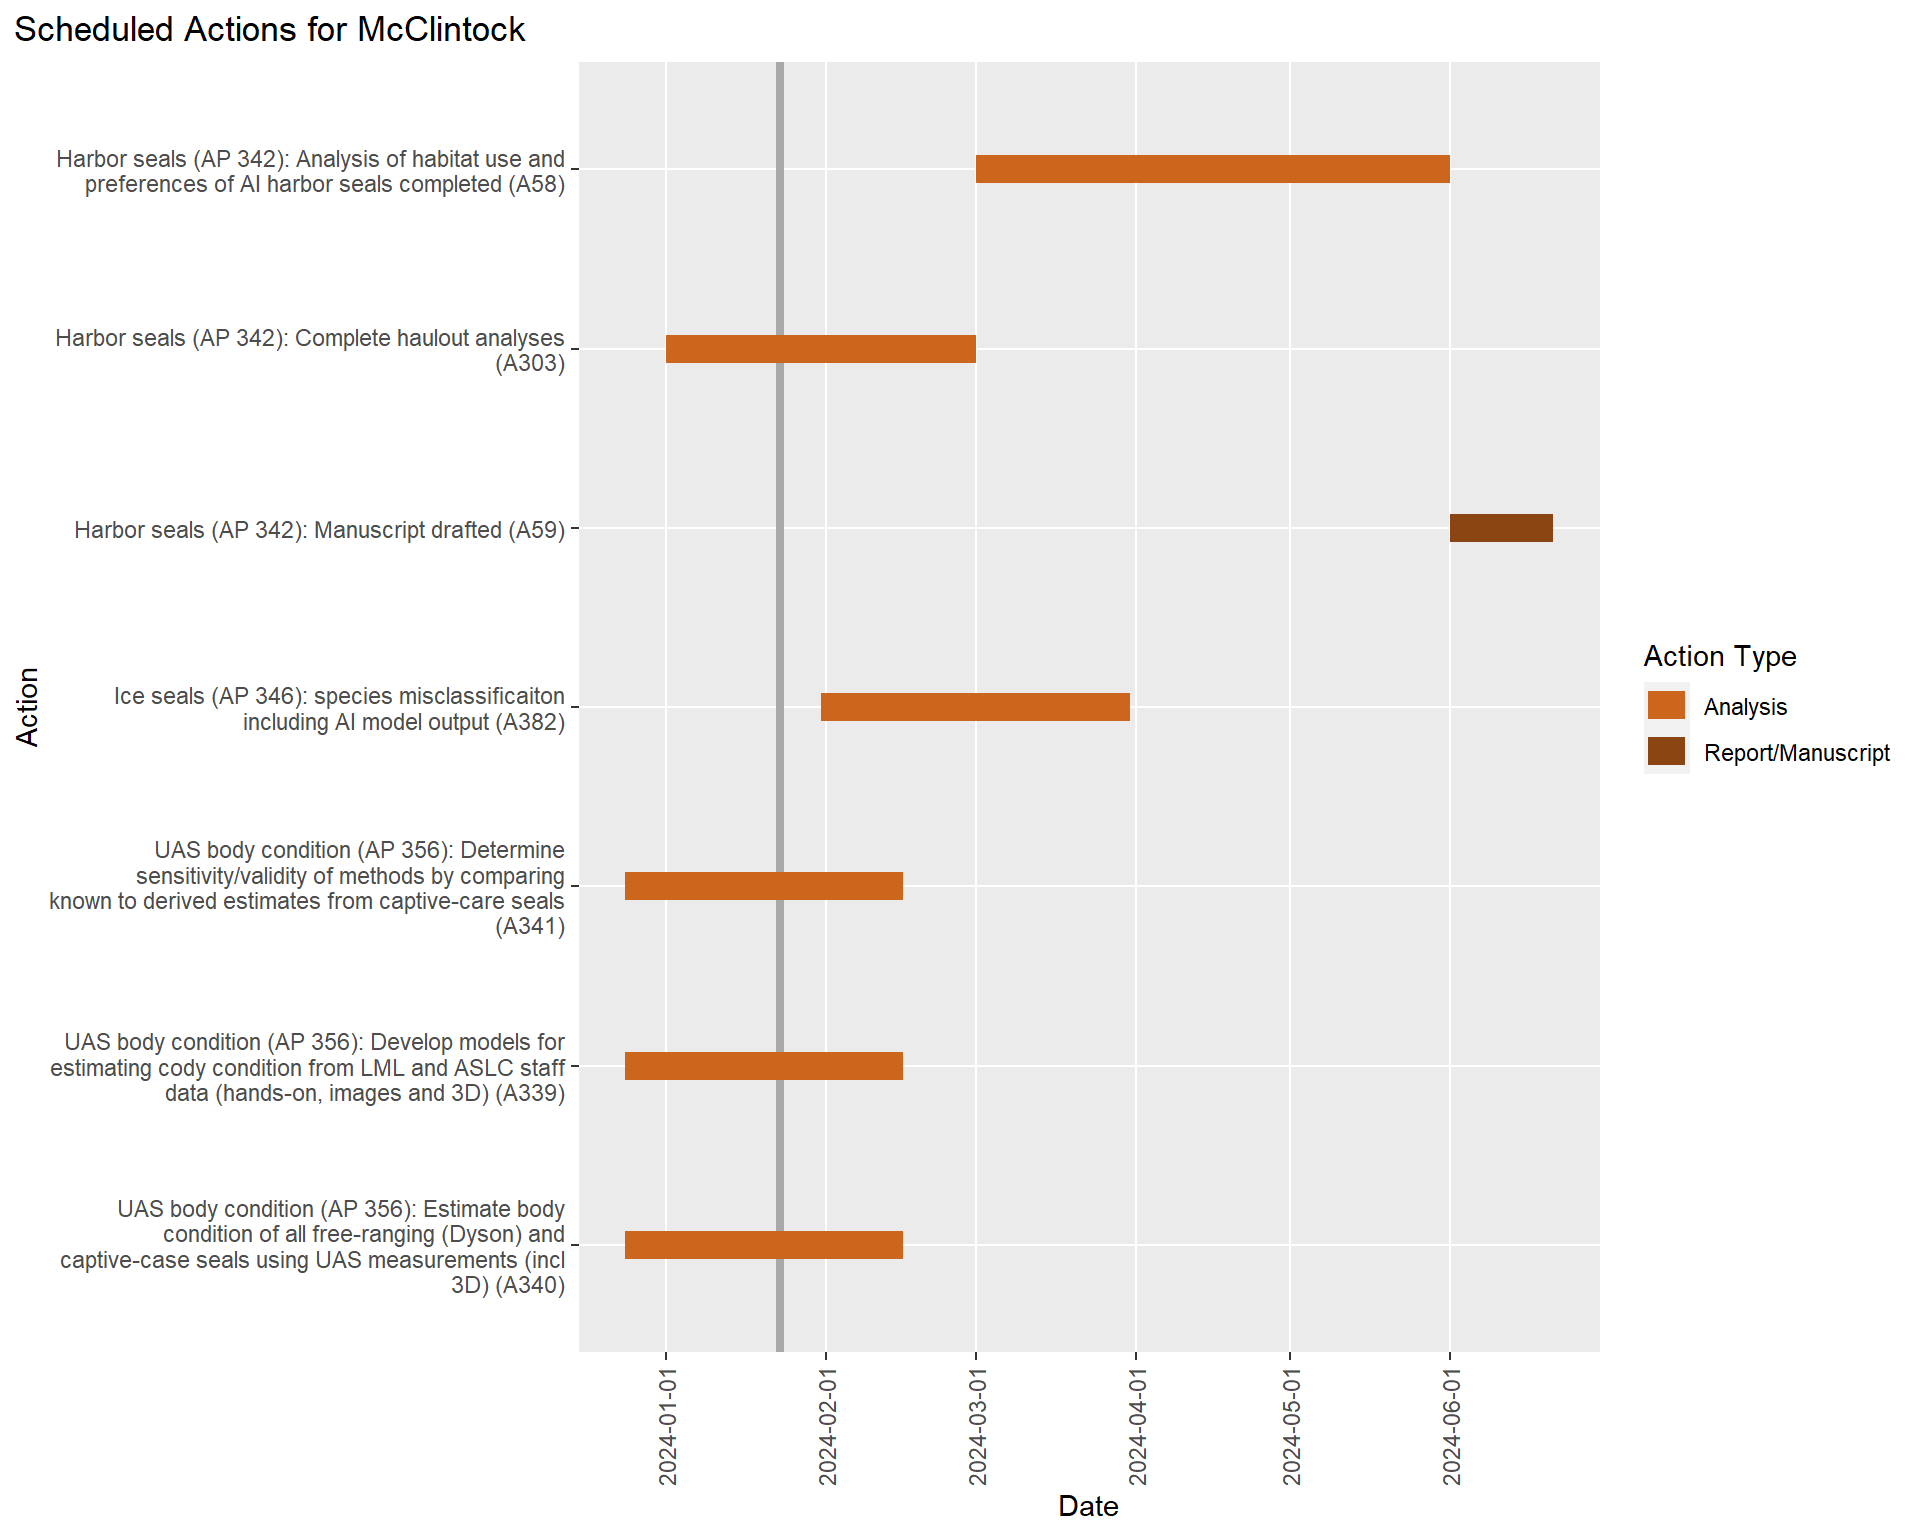 Scheduled Actions for McClintock
Harbor seals (AP 342): Analysis of habitat use and
preferences of AI harbor seals completed (A58)
Harbor seals (AP 342): Complete haulout analyses
(A303)
Harbor seals (AP 342): Manuscript drafted (A59)
Ice seals (AP 346): species misclassificaiton
including AI model output (A382)
UAS body condition (AP 356): Determine
sensitivity/validity of methods by comparing
known to derived estimates from captive-care seals
(A341)
UAS body condition (AP 356): Develop models for
estimating cody condition from LML and ASLC staff
data (hands-on, images and 3D) (A339)
UAS body condition (AP 356): Estimate body
condition of all free-ranging (Dyson) and
captive-case seals using UAS measurements (incl
3D) (A340)
Action
2024-01-01
2024-02-01
2024-03-01
2024-04-01
2024-05-01
2024-06-01
Date
Action Type
Analysis
Report/Manuscript